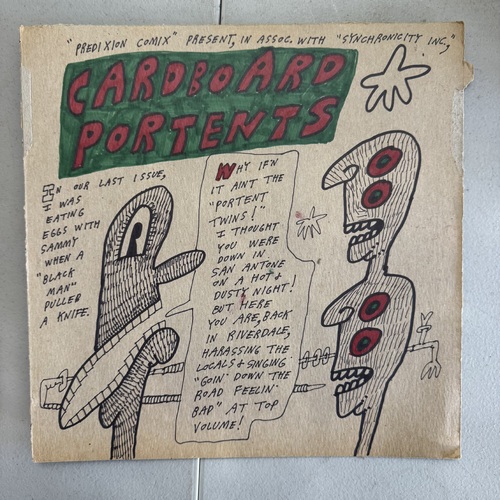 "PREDIXION COMIX" PRESENT, IN ASSOC. WITH "SYNCHRONICITY INC,"
CARDBOARD
PORTENTS
IN OUR LAST ISSUE,
I WAS
EATING
EGGS WITH
SAMMY
WHEN A
"BLACK
MAN"
PULLED
A KNIFE.
WHY IF'N
IT AINT THE
"PORTENT
TWINS!"
I THOUGHT
YOU WERE
DOWN IN
SAN ANTONE
ON A HOT &
DUSTY NIGHT!
BUT HERE
YOU ARE, BACK
IN RIVERDALE,
HARASSING THE
LOCALS & SINGING
"GOIN' DOWN THE
ROAD FEELIN'
BAD" AT TOP
VOLUME!